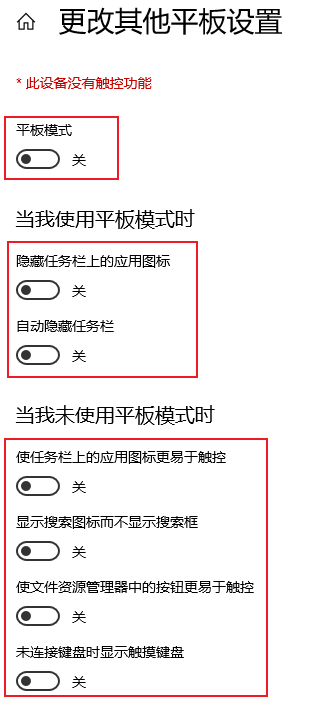 更改其他平板设置
* 此设备没有触控功能
平板模式
关
当我使用平板模式时
隐藏任务栏上的应用图标
关
自动隐藏任务栏
关
当我未使用平板模式时
使任务栏上的应用图标更易于触控
关
显示搜索图标而不显示搜索框
关
使文件资源管理器中的按钮更易于触控
关
未连接键盘时显示触摸键盘
关